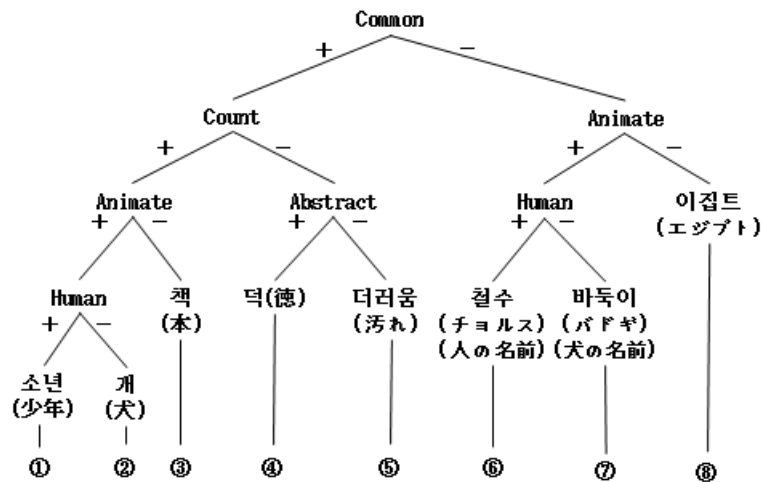 Common
+ −
Count Animate
+ − + −
Animate Abstract Human 이집트
+ − + − + − (エジプト)
Human 책 덕(徳) 더러움 철수 바둑이
+ − (本) (汚れ) (チョルス) (バドギ)
(人の名前) (犬の名前)
소년 개
(少年) (犬)
① ② ③ ④ ⑤ ⑥ ⑦ ⑧